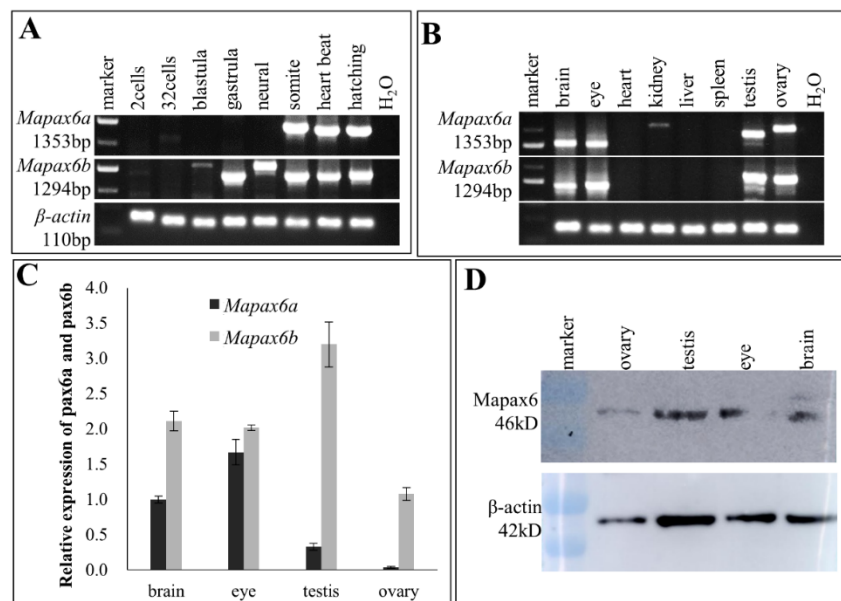 A
marker
2cells
32cells
blastula
gastrula
neural
somite
heart beat
hatching
H₂O
Mapax6a
1353bp
Mapax6b
1294bp
β-actin
110bp
B
marker
brain
eye
heart
kidney
liver
spleen
testis
ovary
H₂O
Mapax6a
1353bp
Mapax6b
1294bp
C
Relative expression of pax6a and pax6b
4.0
3.5
3.0
2.5
2.0
1.5
1.0
0.5
0.0
Mapax6a
Mapax6b
brain eye testis ovary
D
marker
ovary
testis
eye
brain
Mapax6
46kD
β-actin
42kD